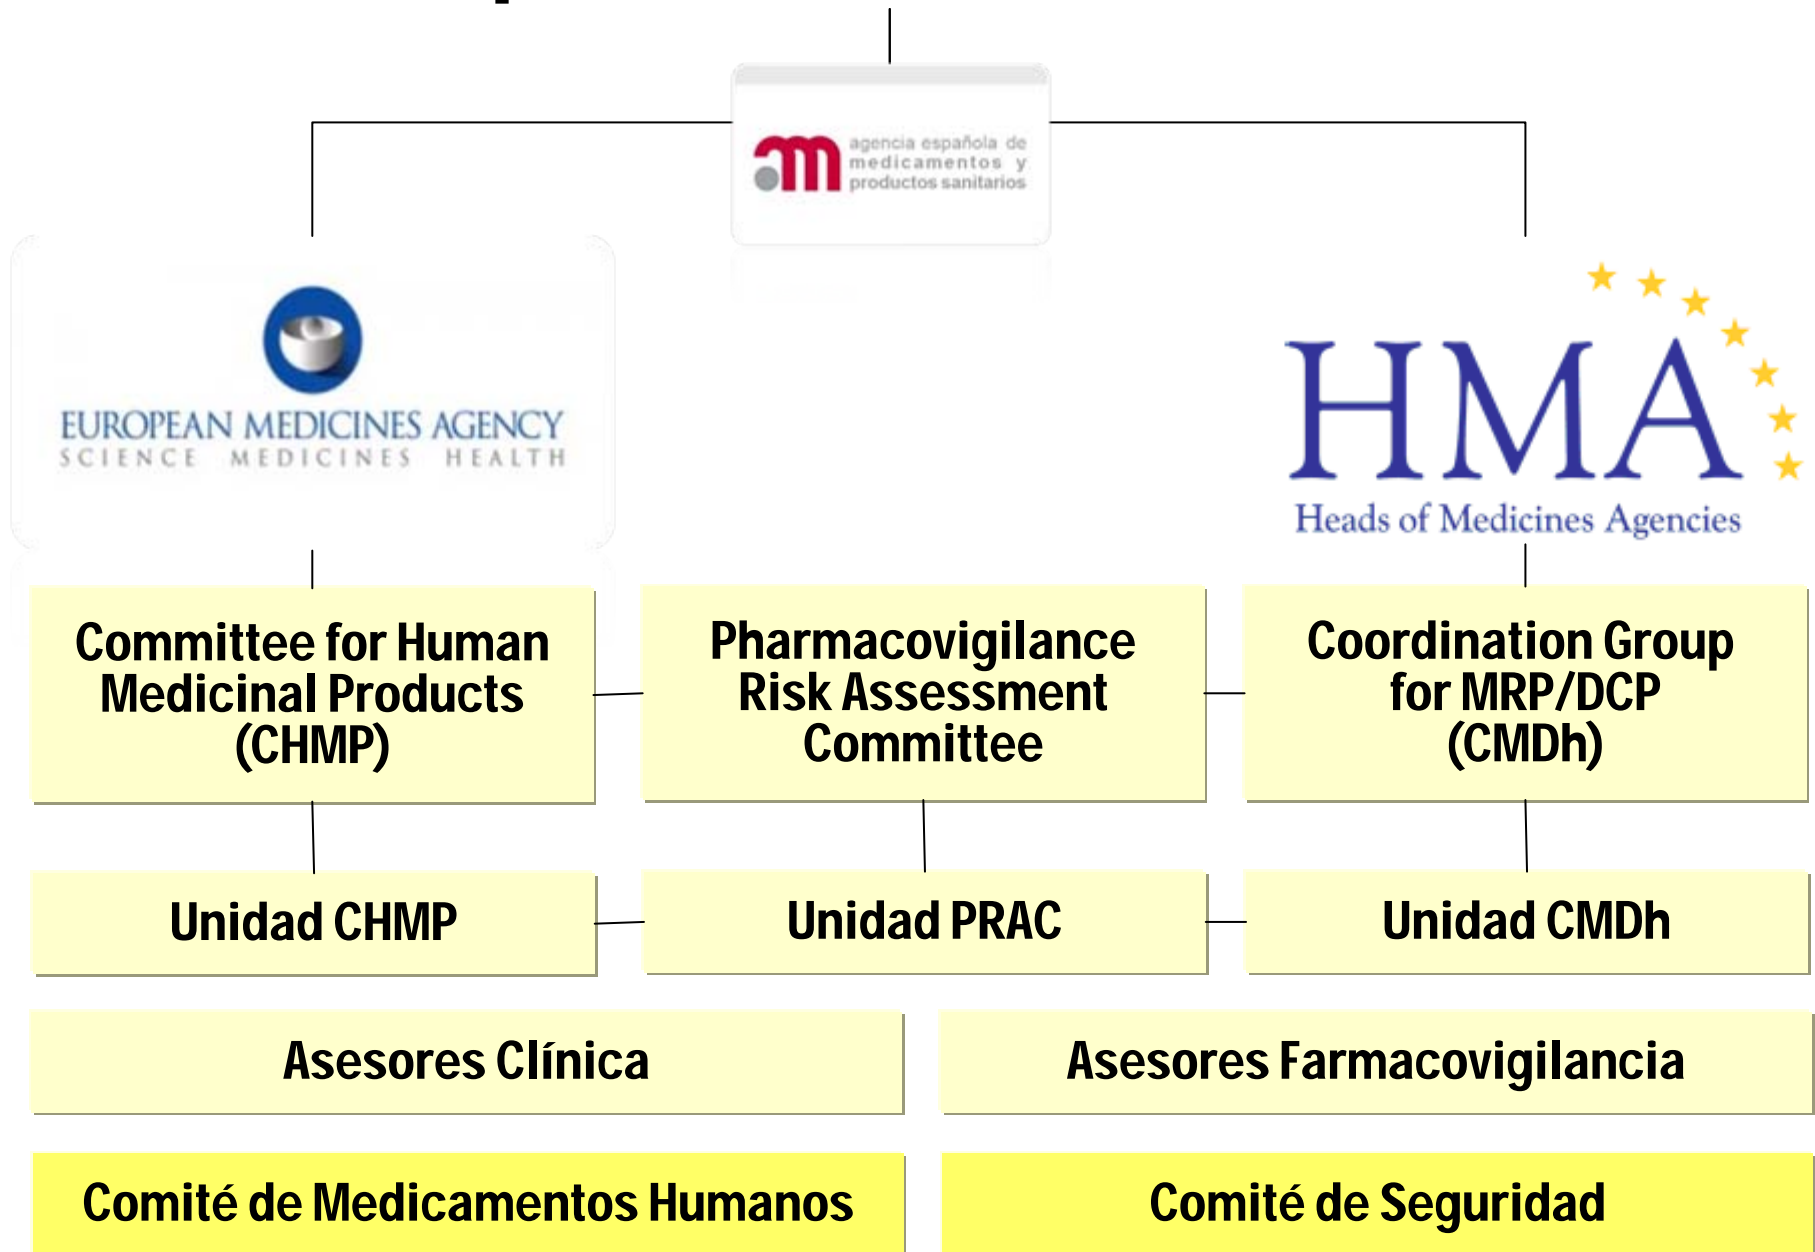 agencia española de
medicamentos y
productos sanitarios
EUROPEAN MEDICINES AGENCY
SCIENCE MEDICINES HEALTH
HMA
Heads of Medicines Agencies
Committee for Human
Medicinal Products
(CHMP)
Pharmacovigilance
Risk Assessment
Committee
Coordination Group
for MRP/DCP
(CMDh)
Unidad CHMP
Unidad PRAC
Unidad CMDh
Asesores Clínica
Asesores Farmacovigilancia
Comité de Medicamentos Humanos
Comité de Seguridad